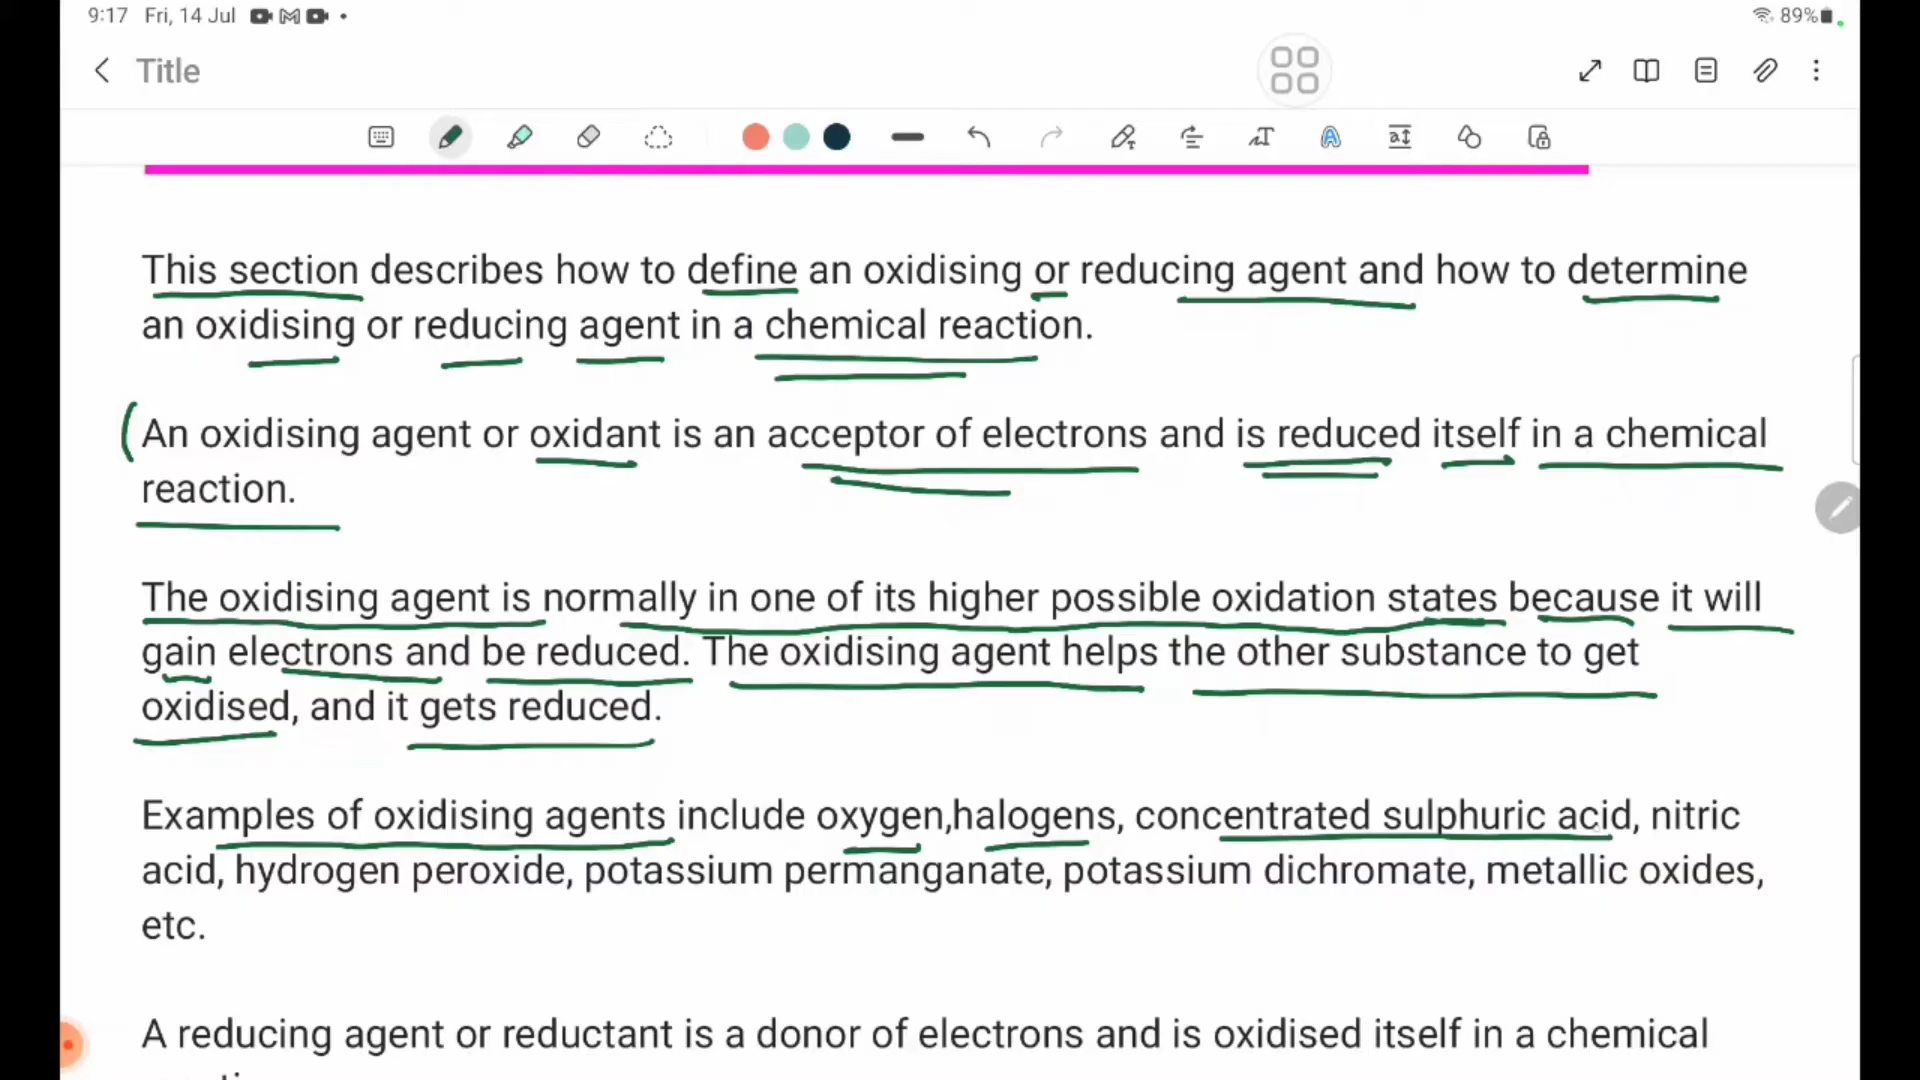 9:17 Fri, 14 Jul
89%
Title
This section describes how to define an oxidising or reducing agent and how to determine
an oxidising or reducing agent in a chemical reaction.
An oxidising agent or oxidant is an acceptor of electrons and is reduced itself in a chemical
reaction.
The oxidising agent is normally in one of its higher possible oxidation states because it will
gain electrons and be reduced. The oxidising agent helps the other substance to get
oxidised, and it gets reduced.
Examples of oxidising agents include oxygen,halogens, concentrated sulphuric acid, nitric
acid, hydrogen peroxide, potassium permanganate, potassium dichromate, metallic oxides,
etc.
A reducing agent or reductant is a donor of electrons and is oxidised itself in a chemical